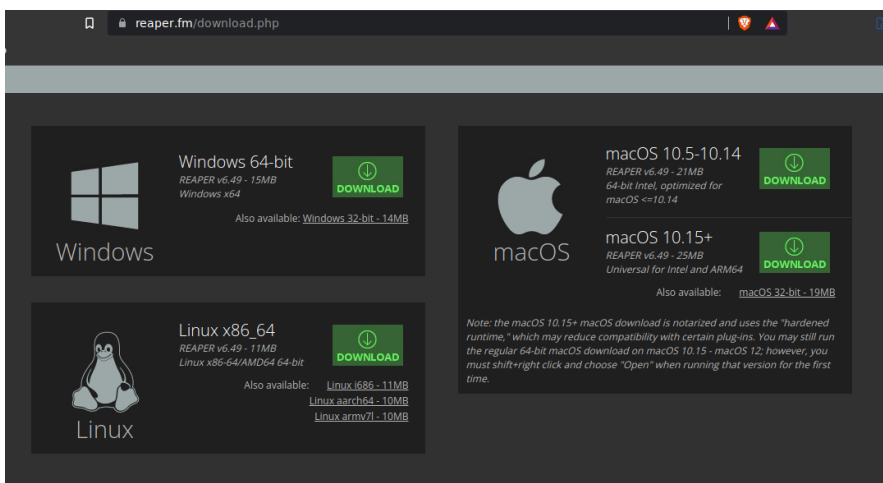 reaper.fm/download.php
Windows
Windows 64-bit
REAPER v6.49 - 15MB
Windows x64
DOWNLOAD
Also available: Windows 32-bit - 14MB
Linux
Linux x86_64
REAPER v6.49 - 11MB
Linux x86-64/AMD64 64-bit
DOWNLOAD
Also available: Linux i686 - 11MB
Linux aarch64 - 10MB
Linux armv7l - 10MB
macOS
macOS 10.5-10.14
REAPER v6.49 - 21MB
64-bit Intel, optimized for
macOS <=10.14
DOWNLOAD
macOS 10.15+
REAPER v6.49 - 25MB
Universal for Intel and ARM64
DOWNLOAD
Also available: macOS 32-bit - 19MB
Note: the macOS 10.15+ macOS download is notarized and uses the "hardened
runtime," which may reduce compatibility with certain plug-ins. You may still run
the regular 64-bit macOS download on macOS 10.15 - macOS 12; however, you
must shift+right click and choose "Open" when running that version for the first
time.